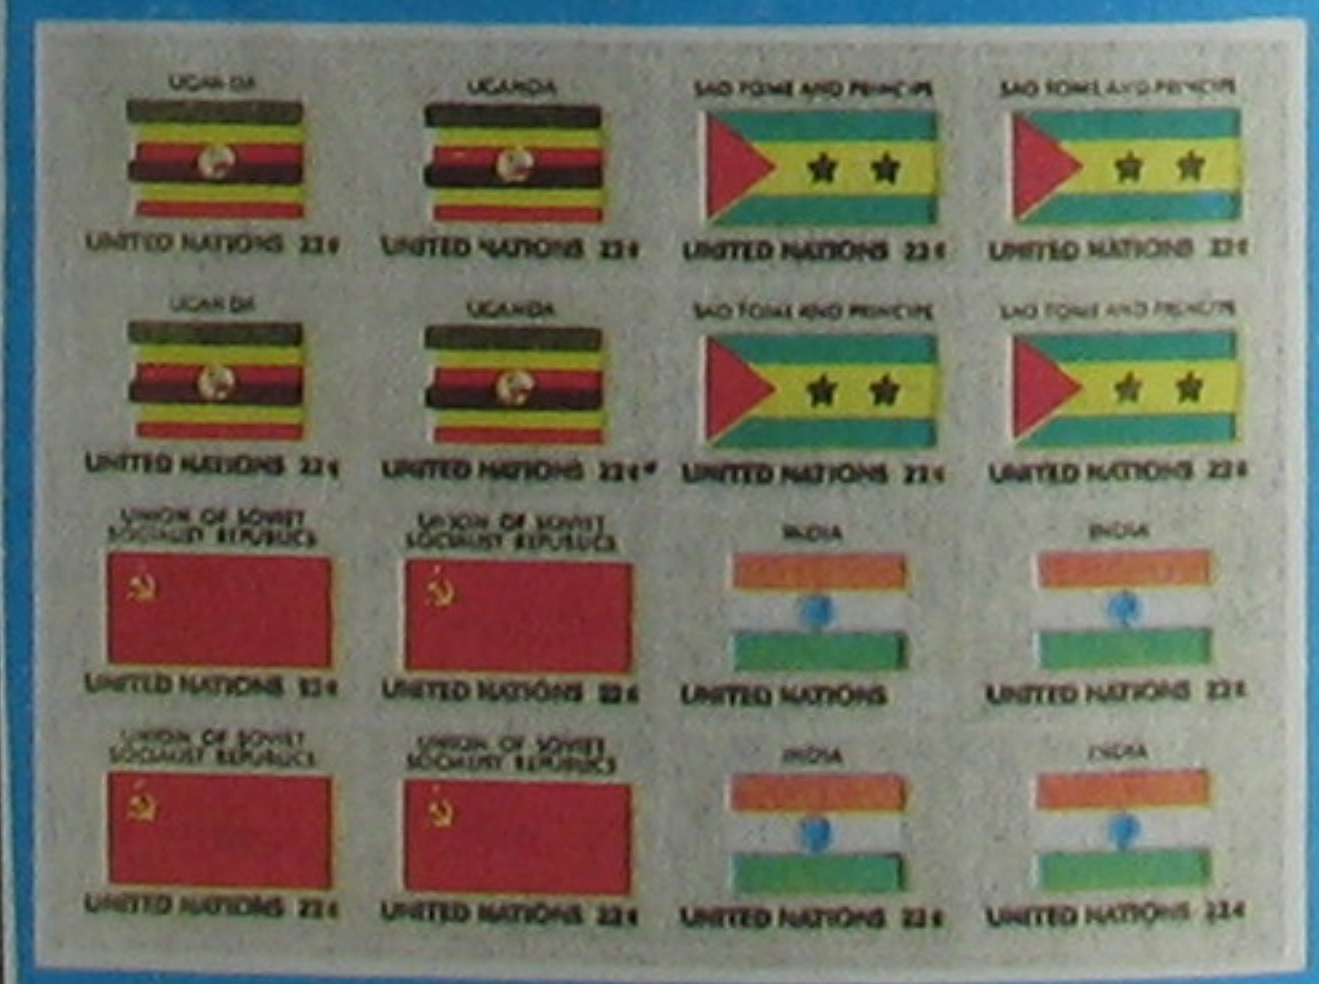 UGANDA UGANDA SAO TOME AND PRINCIPE SAO TOME AND PRINCIPE
UNITED NATIONS 22¢ UNITED NATIONS 22¢ UNITED NATIONS 22¢ UNITED NATIONS 22¢
UGANDA UGANDA SAO TOME AND PRINCIPE SAO TOME AND PRINCIPE
UNITED NATIONS 22¢ UNITED NATIONS 22¢ UNITED NATIONS 22¢ UNITED NATIONS 22¢
UNION OF SOVIET UNION OF SOVIET
SOCIALIST REPUBLICS SOCIALIST REPUBLICS INDIA INDIA
UNITED NATIONS 22¢ UNITED NATIONS 22¢ UNITED NATIONS UNITED NATIONS 22¢
UNION OF SOVIET UNION OF SOVIET
SOCIALIST REPUBLICS SOCIALIST REPUBLICS INDIA INDIA
UNITED NATIONS 22¢ UNITED NATIONS 22¢ UNITED NATIONS 22¢ UNITED NATIONS 22¢